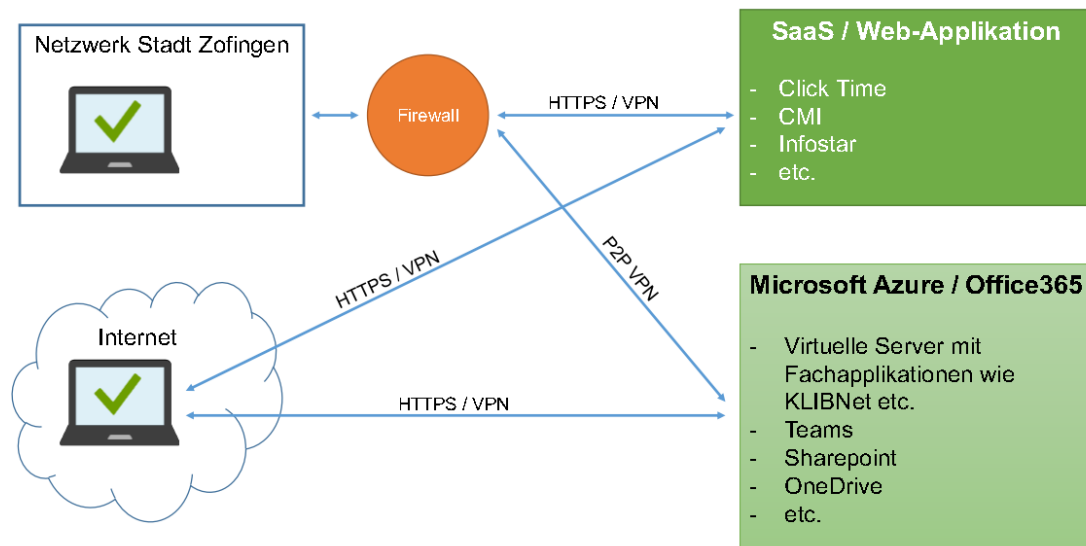 Netzwerk Stadt Zofingen
Firewall
HTTPS / VPN
SaaS / Web-Applikation
- Click Time
- CMI
- Infostar
- etc.
HTTPS / VPN
P2P VPN
Internet
HTTPS / VPN
Microsoft Azure / Office365
- Virtuelle Server mit
Fachapplikationen wie
KLIBNet etc.
- Teams
- Sharepoint
- OneDrive
- etc.